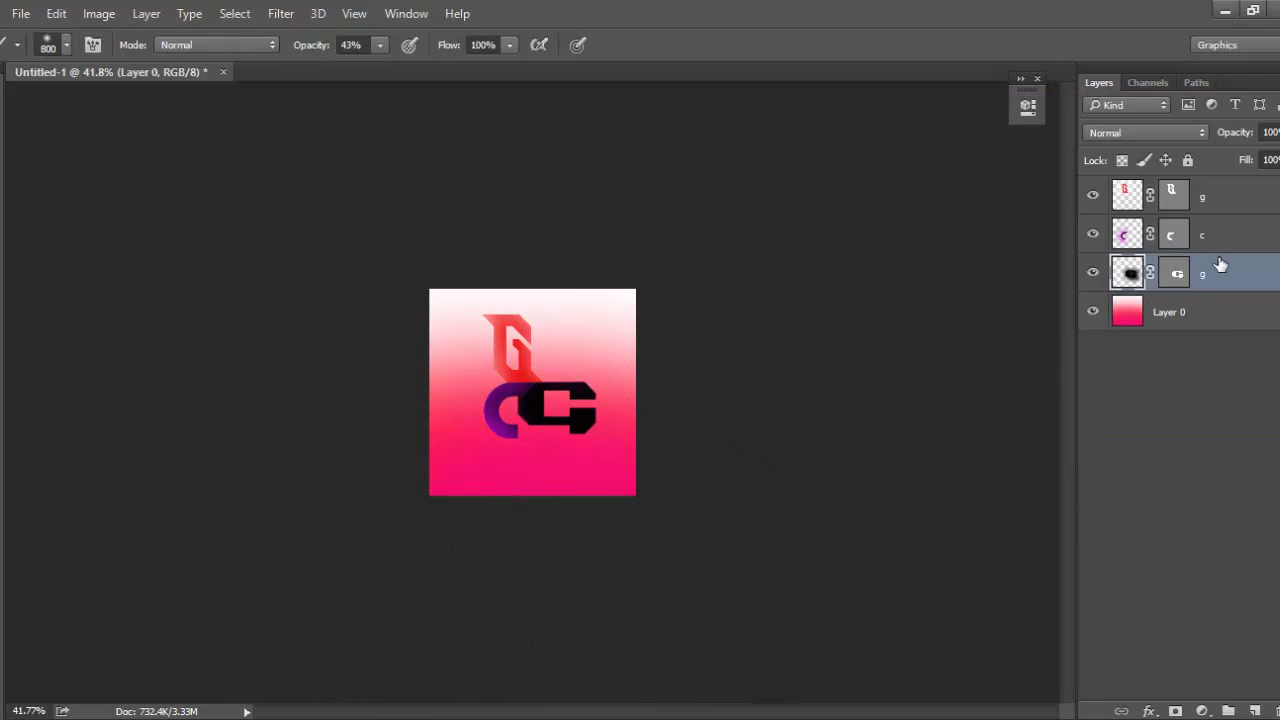 File Edit Image Layer Type Select Filter 3D View Window Help
800 Mode: Normal Opacity: 43% Flow: 100% Graphics
Untitled-1 @ 41.8% (Layer 0, RGB/8) * ×
Layers Channels Paths
Kind T
Normal Opacity: 100%
Lock: Fill: 100%
g
c
g
Layer 0
G
C G
41.77% Doc: 732.4K/3.33M fx